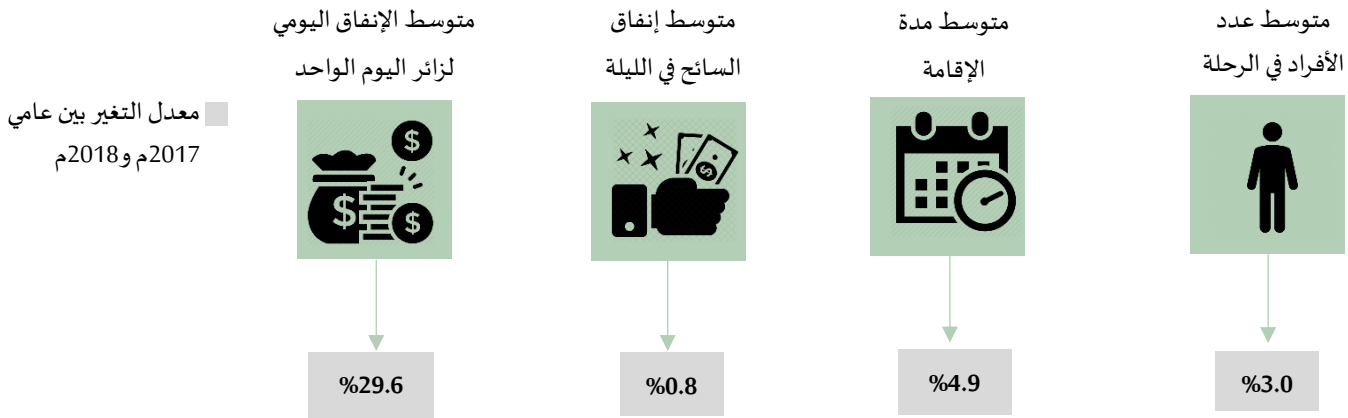 متوسط عدد
الأفراد في الرحلة
متوسط مدة
الإقامة
متوسط إنفاق
السائح في الليلة
متوسط الإنفاق اليومي
لزائر اليوم الواحد
معدل التغير بين عامي
2017م و2018م
%3.0
%4.9
%0.8
%29.6